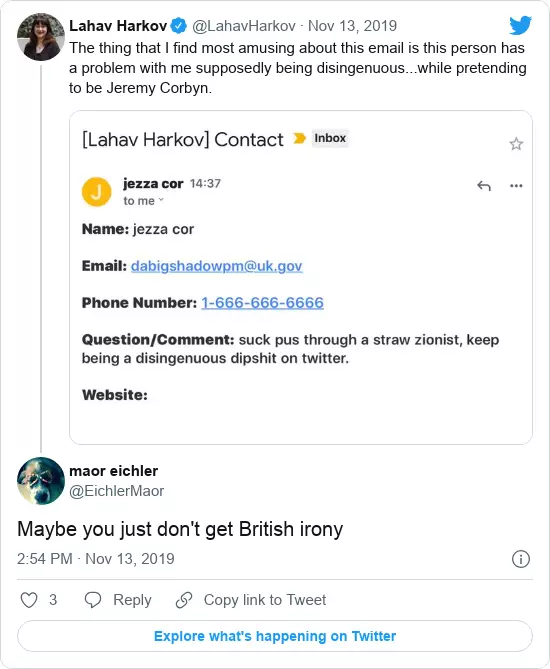 Lahav Harkov @LahavHarkov · Nov 13, 2019
The thing that I find most amusing about this email is this person has
a problem with me supposedly being disingenuous...while pretending
to be Jeremy Corbyn.
[Lahav Harkov] Contact Inbox
J
jezza cor 14:37
to me
Name: jezza cor
Email: dabigshadowpm@uk.gov
Phone Number: 1-666-666-6666
Question/Comment: suck pus through a straw zionist, keep
being a disingenuous dipshit on twitter.
Website:
maor eichler
@EichlerMaor
Maybe you just don't get British irony
2:54 PM · Nov 13, 2019
3 Reply Copy link to Tweet
Explore what's happening on Twitter